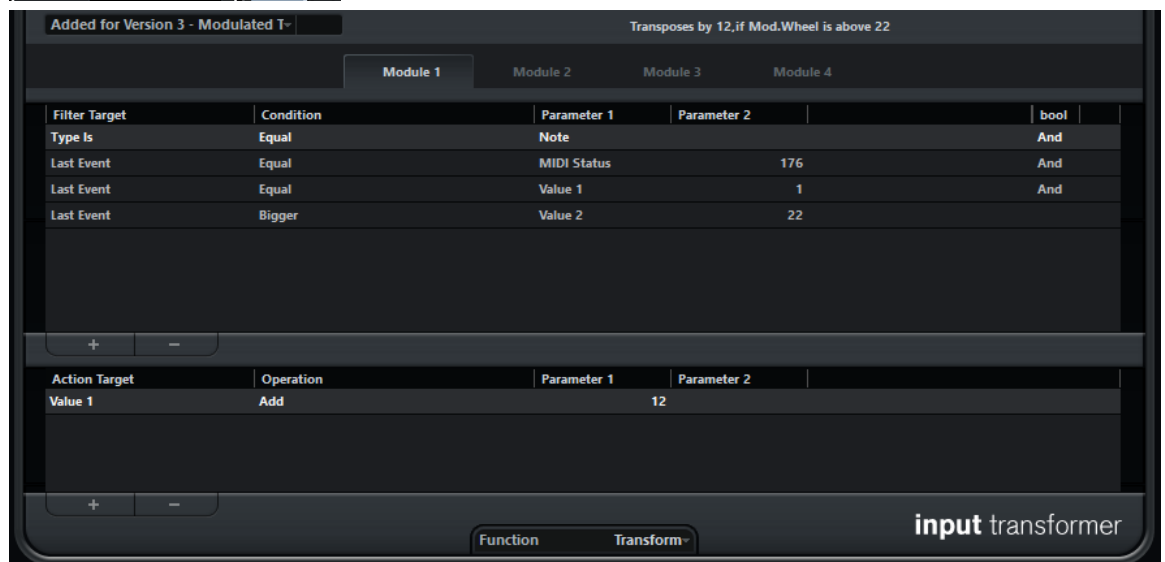 Added for Version 3 - Modulated T
Transposes by 12,if Mod.Wheel is above 22
Module 1 Module 2 Module 3 Module 4
Filter Target Condition Parameter 1 Parameter 2 bool
Type Is Equal Note And
Last Event Equal MIDI Status 176 And
Last Event Equal Value 1 1 And
Last Event Bigger Value 2 22
+ −
Action Target Operation Parameter 1 Parameter 2
Value 1 Add 12
+ −
input transformer
Function Transform